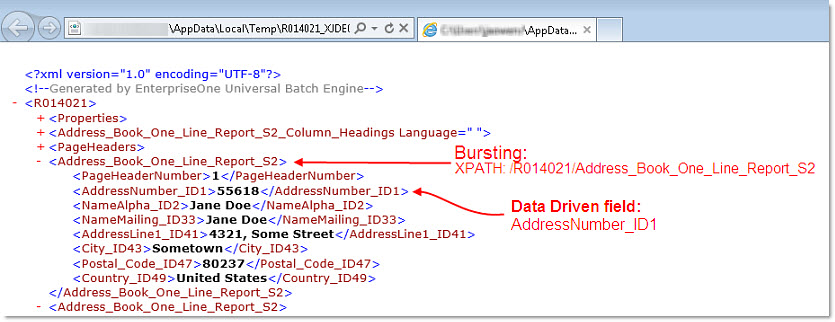 \AppData\Local\Temp\R014021_XJDE
\AppData...
<?xml version="1.0" encoding="UTF-8"?>
<!--Generated by EnterpriseOne Universal Batch Engine-->
- <R014021>
+ <Properties>
+ <Address_Book_One_Line_Report_S2_Column_Headings Language=" ">
+ <PageHeaders>
- <Address_Book_One_Line_Report_S2>
Bursting:
XPATH: /R014021/Address_Book_One_Line_Report_S2
<PageHeaderNumber>1</PageHeaderNumber>
<AddressNumber_ID1>55618</AddressNumber_ID1>
<NameAlpha_ID2>Jane Doe</NameAlpha_ID2>
<NameMailing_ID33>Jane Doe</NameMailing_ID33>
Data Driven field:
AddressNumber_ID1
<AddressLine1_ID41>4321, Some Street</AddressLine1_ID41>
<City_ID43>Sometown</City_ID43>
<Postal_Code_ID47>80237</Postal_Code_ID47>
<Country_ID49>United States</Country_ID49>
</Address_Book_One_Line_Report_S2>
- <Address_Book_One_Line_Report_S2>